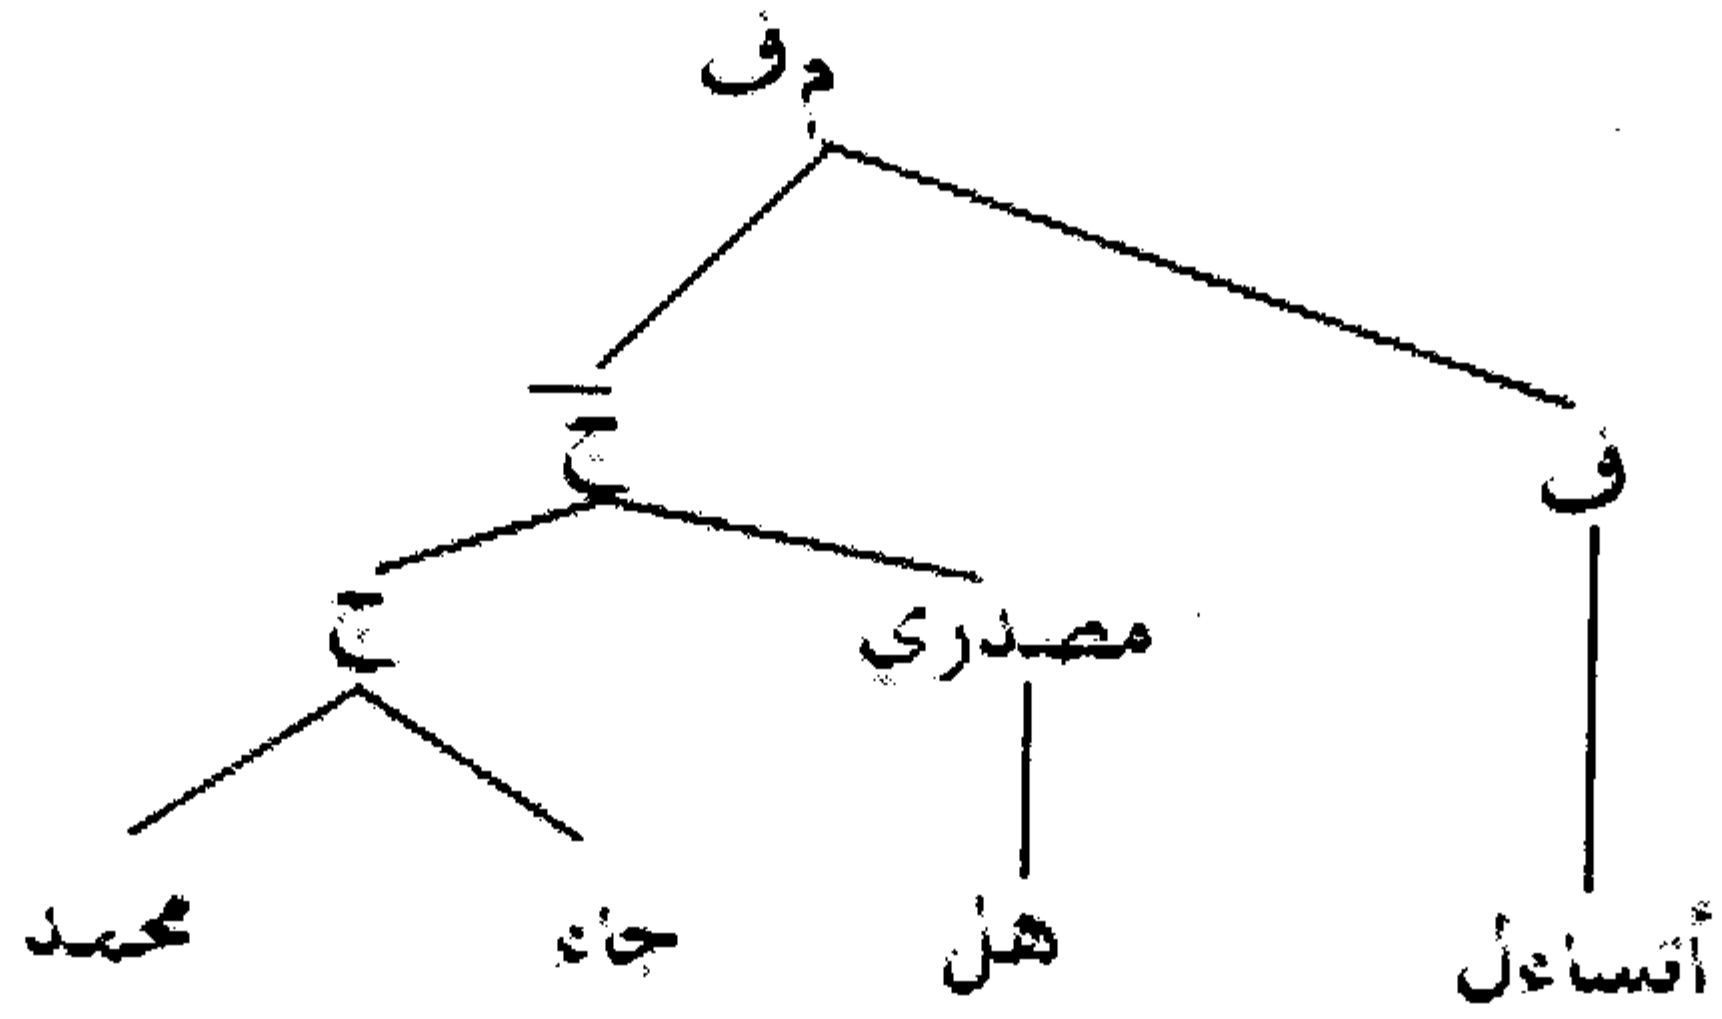 م ف
ف
ج
مصدري
ج
أتساءل هل جاء محمد